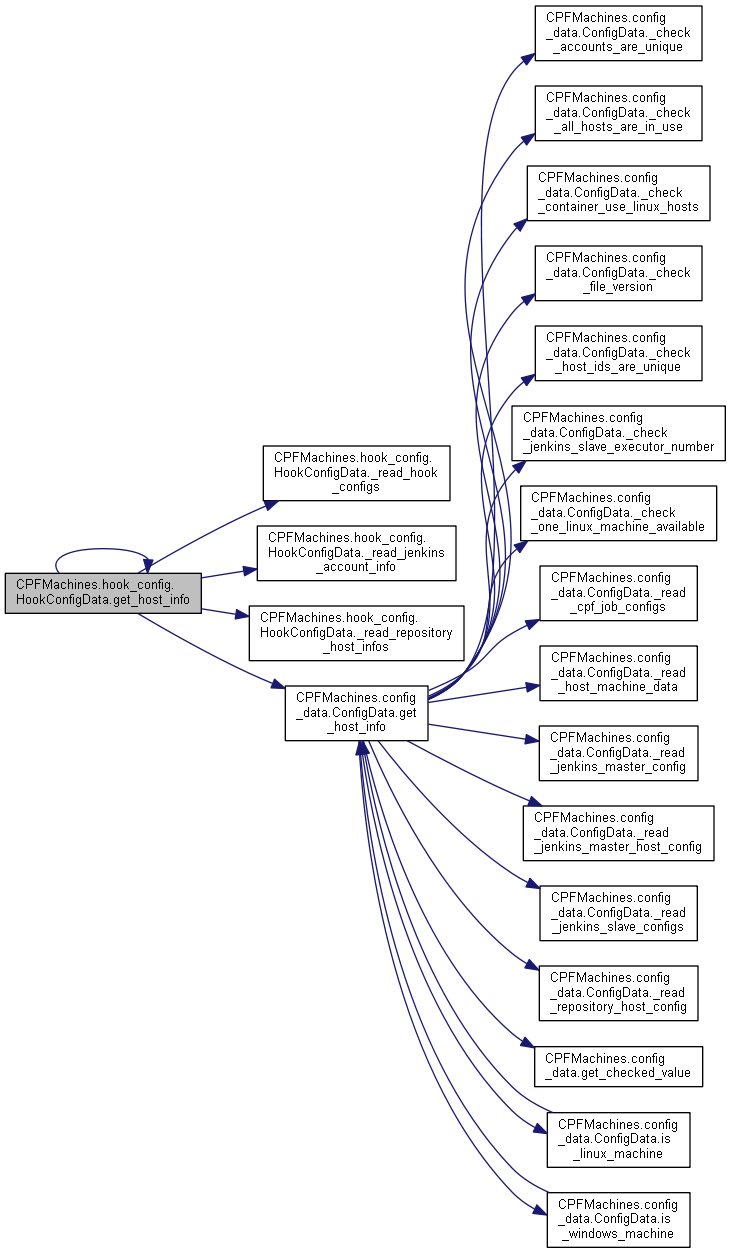 CPFMachines.config
_data.ConfigData._check
_accounts_are_unique
CPFMachines.config
_data.ConfigData._check
_all_hosts_are_in_use
CPFMachines.config
_data.ConfigData._check
_container_use_linux_hosts
CPFMachines.config
_data.ConfigData._check
_file_version
CPFMachines.config
_data.ConfigData._check
_host_ids_are_unique
CPFMachines.config
_data.ConfigData._check
_jenkins_slave_executor_number
CPFMachines.hook_config.
HookConfigData._read_hook
_configs
CPFMachines.config
_data.ConfigData._check
_one_linux_machine_available
CPFMachines.hook_config.
HookConfigData._read_jenkins
_account_info
CPFMachines.hook_config.
HookConfigData.get_host_info
CPFMachines.config
_data.ConfigData._read
_cpf_job_configs
CPFMachines.hook_config.
HookConfigData._read_repository
_host_infos
CPFMachines.config
_data.ConfigData._read
_host_machine_data
CPFMachines.config
_data.ConfigData.get
_host_info
CPFMachines.config
_data.ConfigData._read
_jenkins_master_config
CPFMachines.config
_data.ConfigData._read
_jenkins_master_host_config
CPFMachines.config
_data.ConfigData._read
_jenkins_slave_configs
CPFMachines.config
_data.ConfigData._read
_repository_host_config
CPFMachines.config
_data.get_checked_value
CPFMachines.config
_data.ConfigData.is
_linux_machine
CPFMachines.config
_data.ConfigData.is
_windows_machine